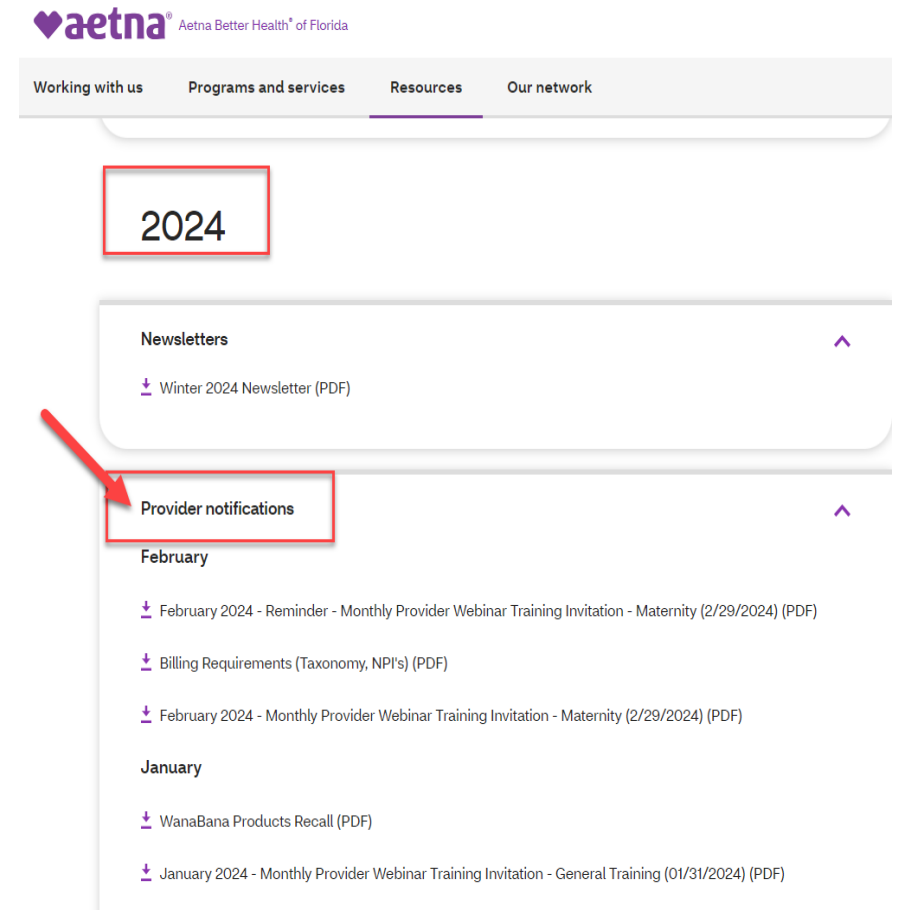 aetna® Aetna Better Health® of Florida
Working with us Programs and services Resources Our network
2024
Newsletters
Winter 2024 Newsletter (PDF)
Provider notifications
February
February 2024 - Reminder - Monthly Provider Webinar Training Invitation - Maternity (2/29/2024) (PDF)
Billing Requirements (Taxonomy, NPI's) (PDF)
February 2024 - Monthly Provider Webinar Training Invitation - Maternity (2/29/2024) (PDF)
January
WanaBana Products Recall (PDF)
January 2024 - Monthly Provider Webinar Training Invitation - General Training (01/31/2024) (PDF)